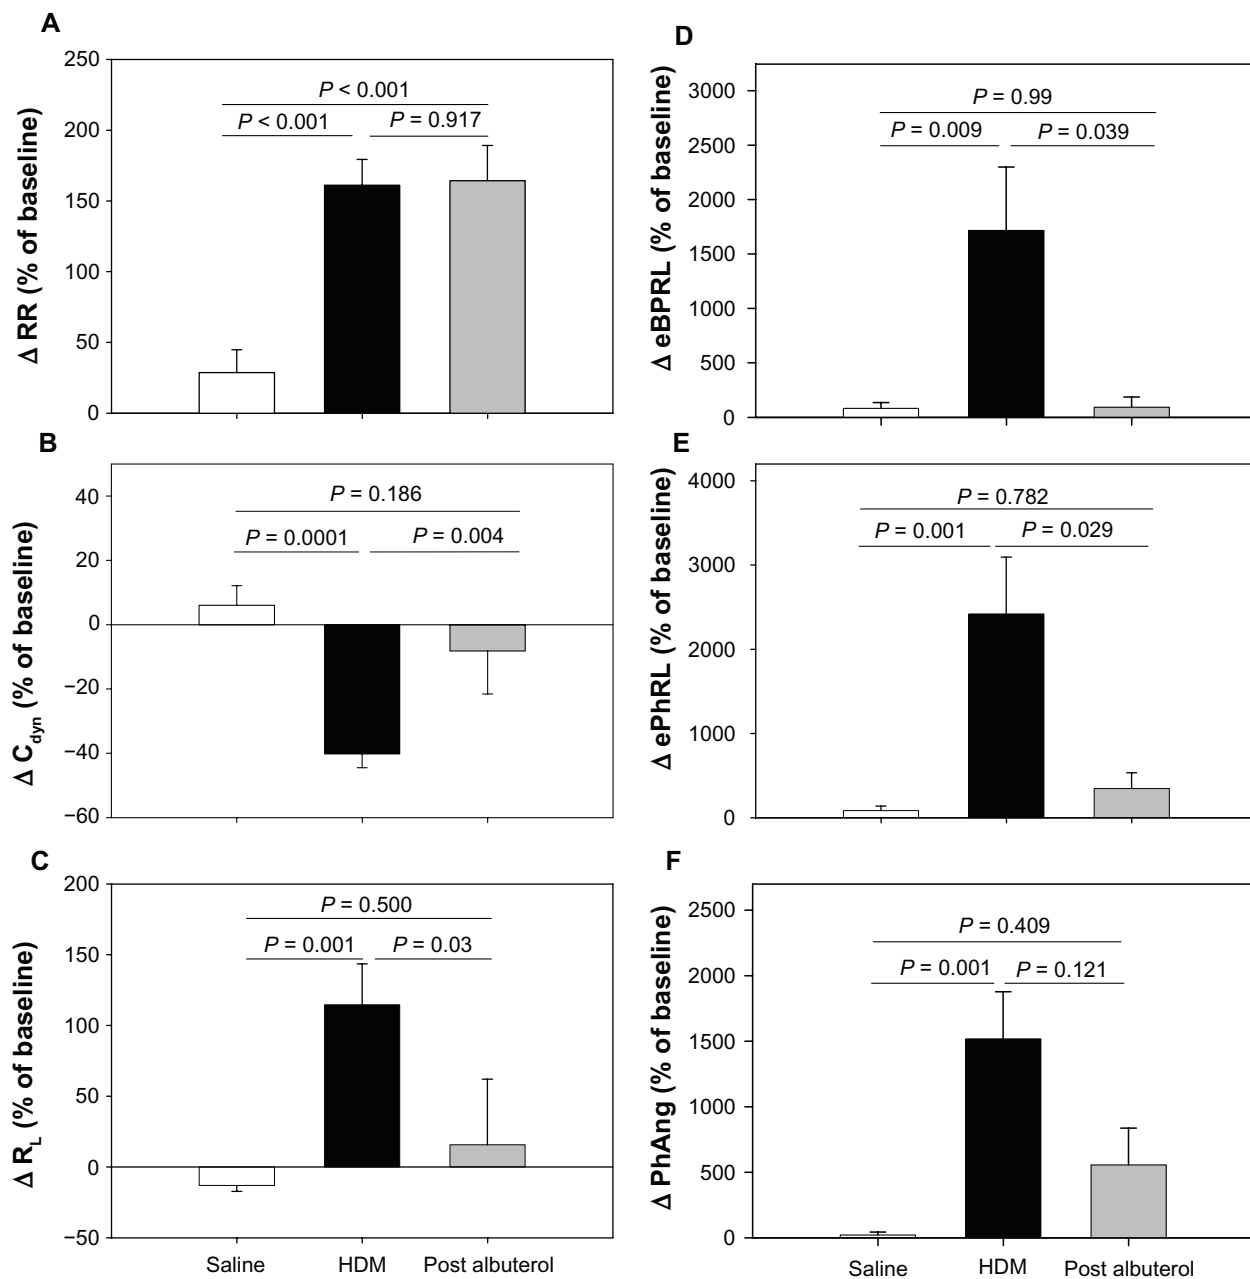 A
Δ RR (% of baseline)
250
200
150
100
50
0
P < 0.001
P < 0.001
P = 0.917
B
Δ Cdyn (% of baseline)
40
20
0
−20
−40
−60
P = 0.186
P = 0.0001
P = 0.004
C
Δ RL (% of baseline)
200
150
100
50
0
−50
P = 0.500
P = 0.001
P = 0.03
Saline
HDM
Post albuterol
D
Δ eBPRL (% of baseline)
3000
2500
2000
1500
1000
500
0
P = 0.99
P = 0.009
P = 0.039
E
Δ ePhRL (% of baseline)
4000
3000
2000
1000
0
P = 0.782
P = 0.001
P = 0.029
F
Δ PhAng (% of baseline)
2500
2000
1500
1000
500
0
P = 0.409
P = 0.001
P = 0.121
Saline
HDM
Post albuterol